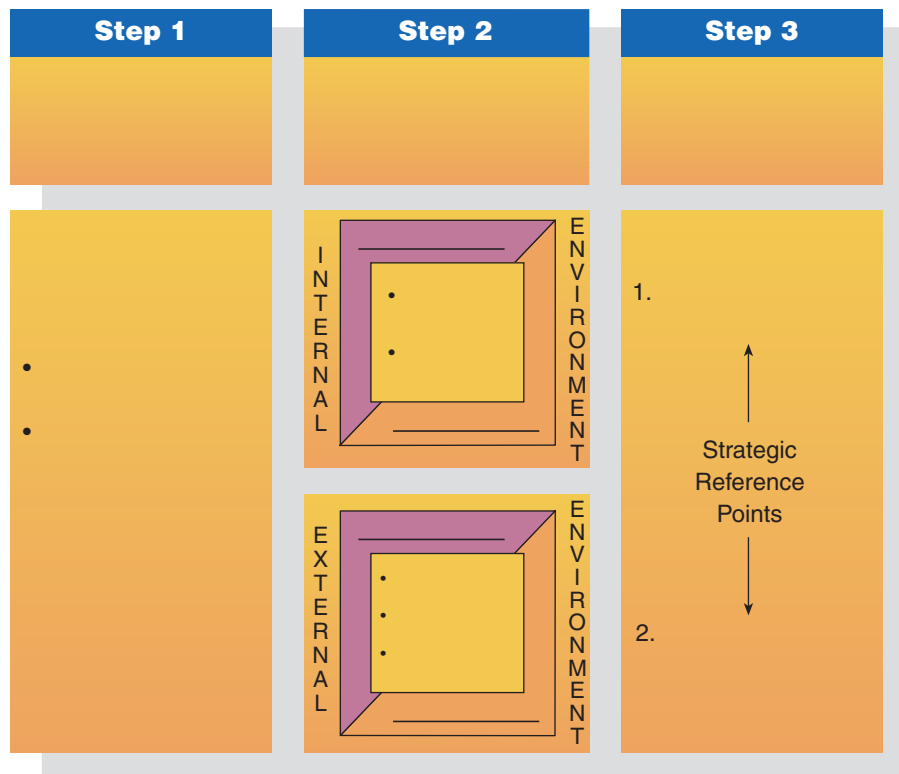 Step 1
Step 2
Step 3
•
•
INTERNAL
ENVIRONMENT
•
•
EXTERNAL
ENVIRONMENT
•
•
•
1.
Strategic
Reference
Points
2.